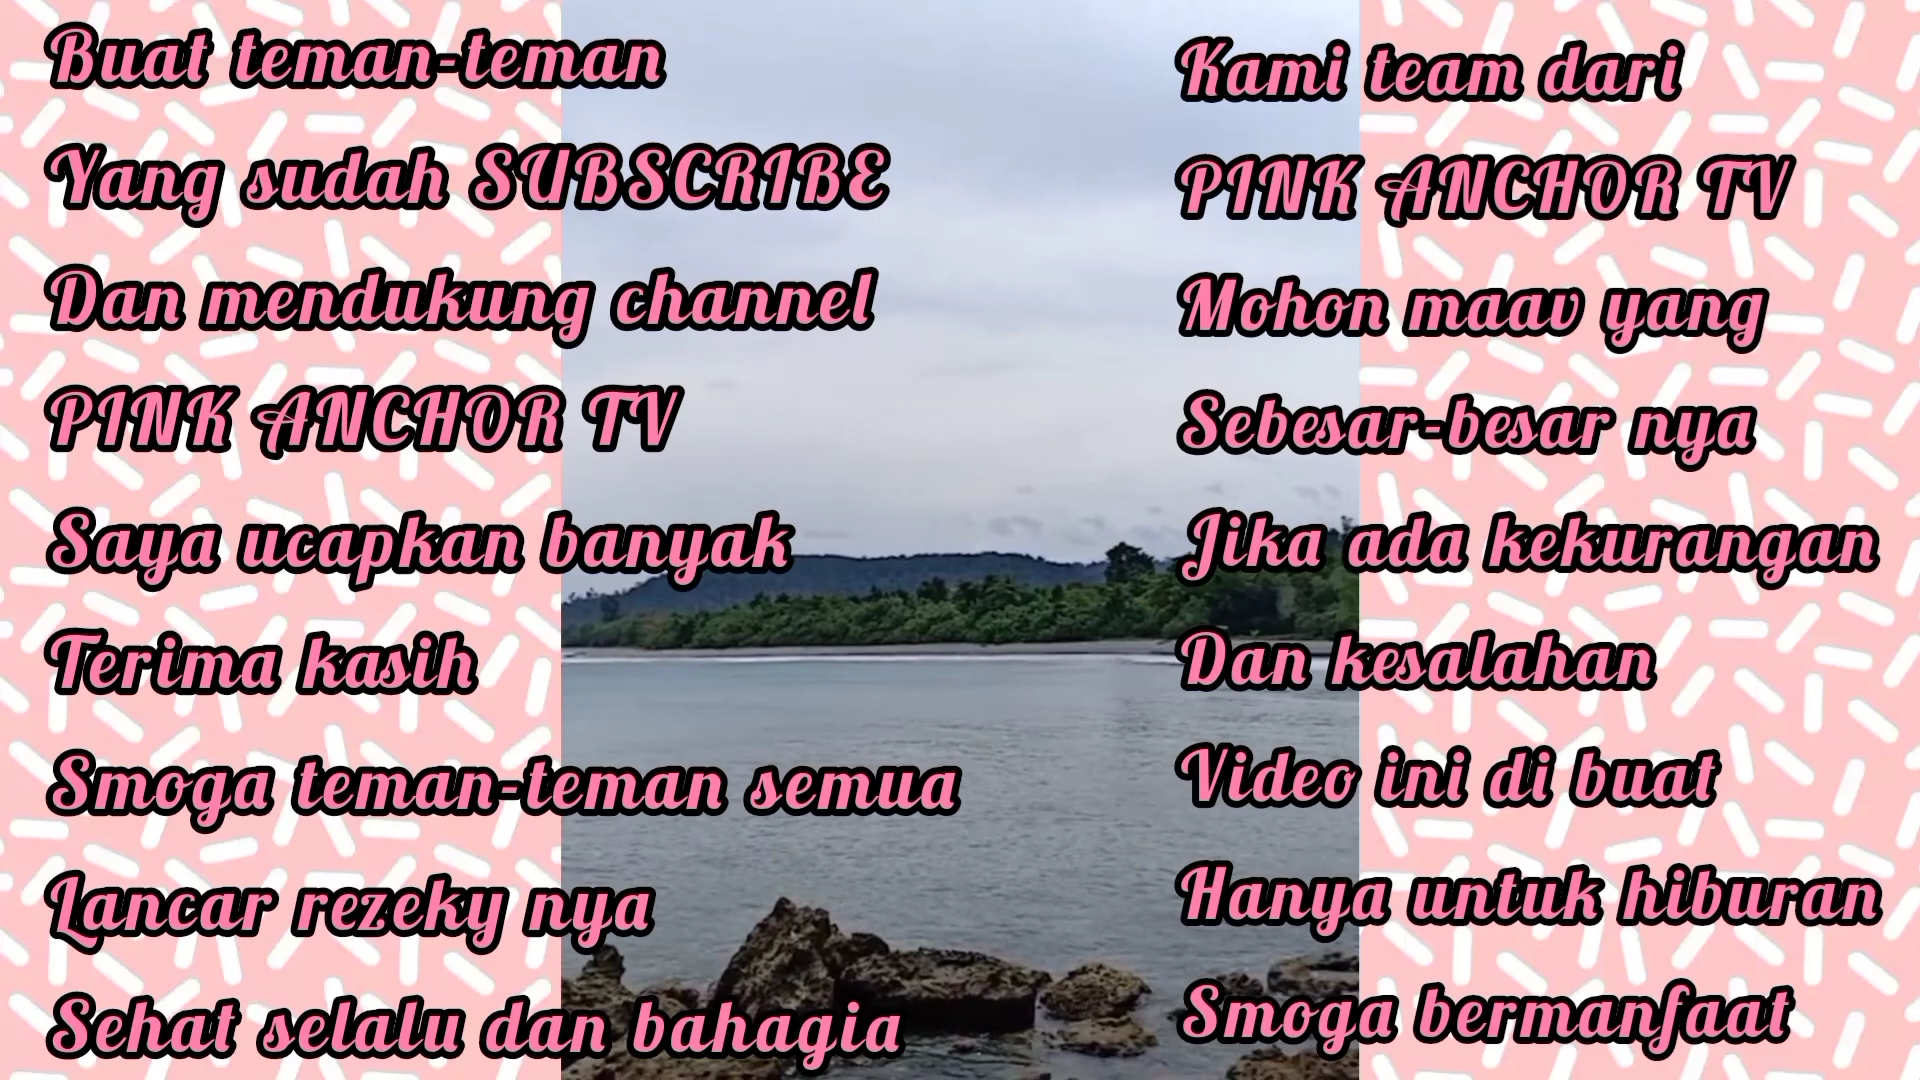 Buat teman-teman
Yang sudah SUBSCRIBE
Dan mendukung channel
PINK ANCHOR TV
Saya ucapkan banyak
Terima kasih
Smoga teman-teman semua
Lancar rezeky nya
Sehat selalu dan bahagia
Kami team dari
PINK ANCHOR TV
Mohon maav yang
Sebesar-besar nya
Jika ada kekurangan
Dan kesalahan
Video ini di buat
Hanya untuk hiburan
Smoga bermanfaat